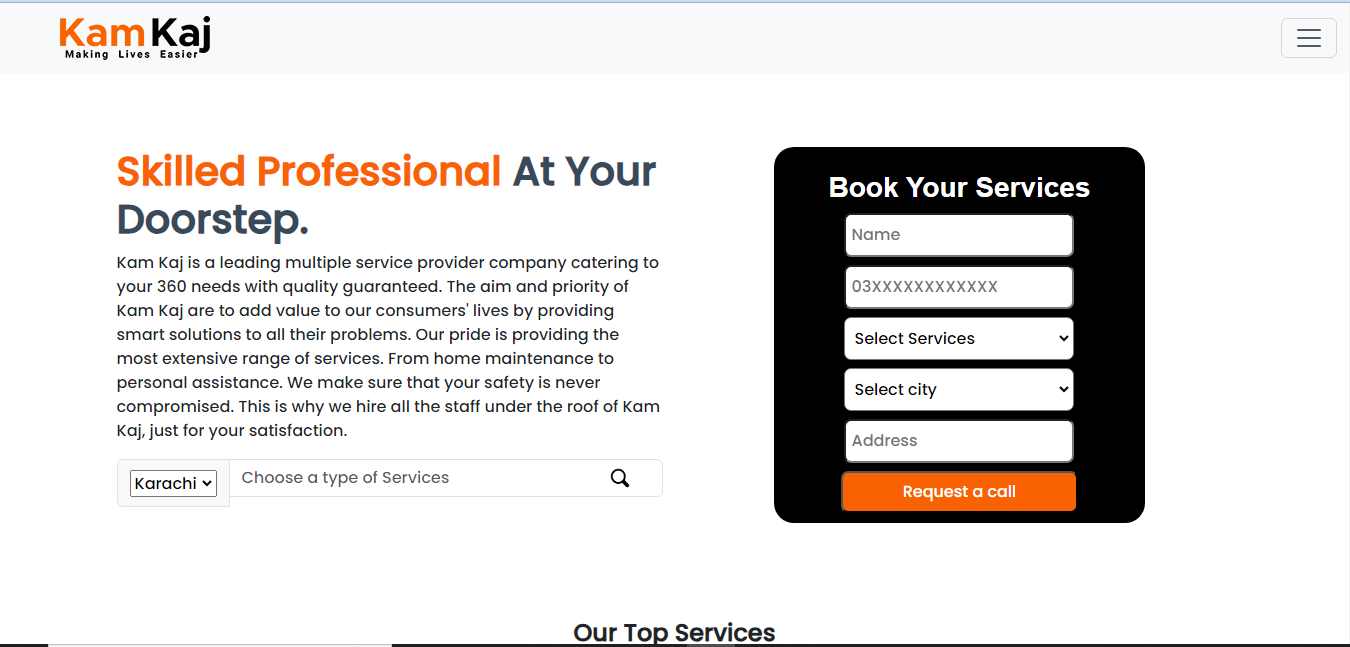 Kam Kaj
Making Lives Easier
Skilled Professional At Your
Doorstep.
Kam Kaj is a leading multiple service provider company catering to
your 360 needs with quality guaranteed. The aim and priority of
Kam Kaj are to add value to our consumers' lives by providing
smart solutions to all their problems. Our pride is providing the
most extensive range of services. From home maintenance to
personal assistance. We make sure that your safety is never
compromised. This is why we hire all the staff under the roof of Kam
Kaj, just for your satisfaction.
Karachi
Choose a type of Services
Book Your Services
Name
03XXXXXXXXXXXX
Select Services
Select city
Address
Request a call
Our Top Services